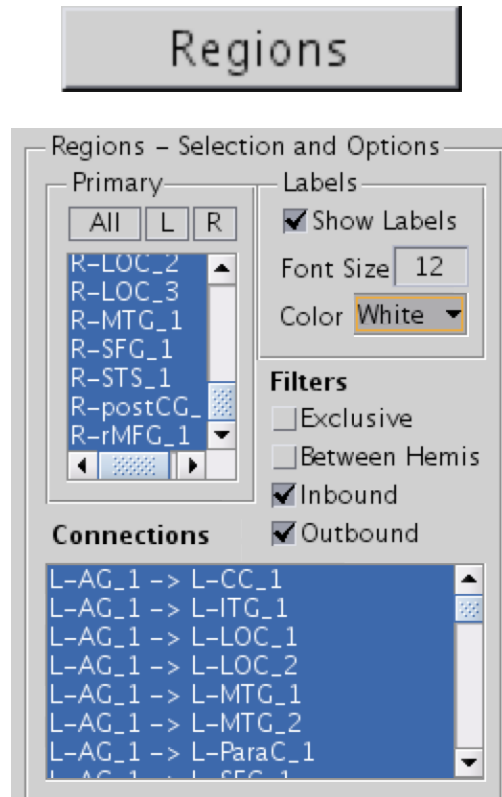 Regions
Regions – Selection and Options
Primary
All L R
R–LOC_2
R–LOC_3
R–MTG_1
R–SFG_1
R–STS_1
R–postCG_
R–rMFG_1
Labels
Show Labels
Font Size 12
Color White
Filters
Exclusive
Between Hemis
Inbound
Outbound
Connections
L–AG_1 –> L–CC_1
L–AG_1 –> L–ITG_1
L–AG_1 –> L–LOC_1
L–AG_1 –> L–LOC_2
L–AG_1 –> L–MTG_1
L–AG_1 –> L–MTG_2
L–AG_1 –> L–ParaC_1
L–AG_1 –> L–SFG_1